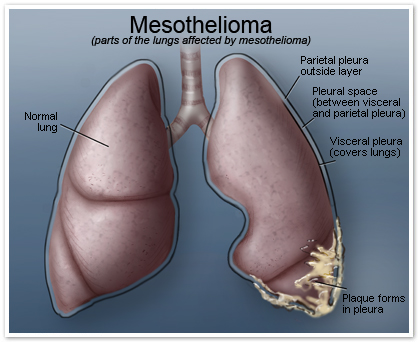 Mesothelioma
(parts of the lungs affected by mesothelioma)
Parietal pleura
outside layer
Pleural space
(between visceral
and parietal pleura)
Normal
lung
Visceral pleura
(covers lungs)
Plaque forms
in pleura